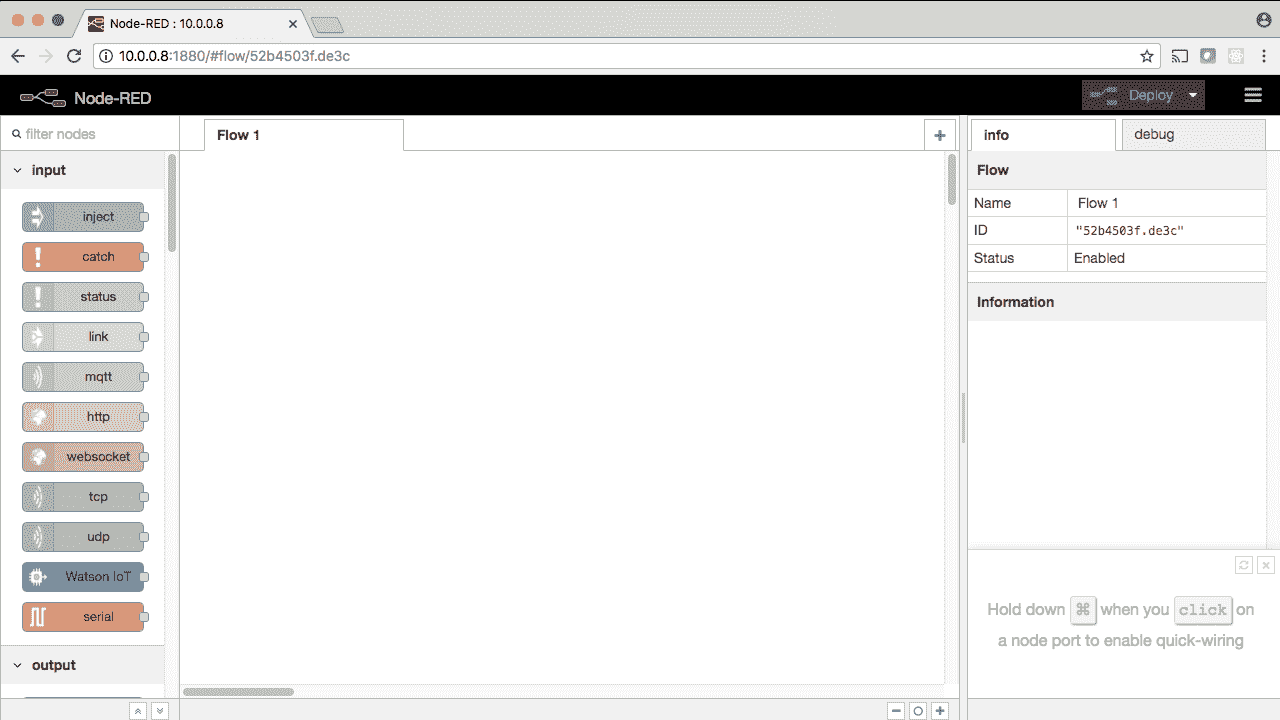 Node-RED : 10.0.0.8
10.0.0.8:1880/#flow/52b4503f.de3c
Node-RED
Deploy
filter nodes
Flow 1
info
debug
input
inject
catch
status
link
mqtt
http
websocket
tcp
udp
Watson IoT
serial
output
Flow
Name Flow 1
ID "52b4503f.de3c"
Status Enabled
Information
Hold down ⌘ when you click on
a node port to enable quick-wiring